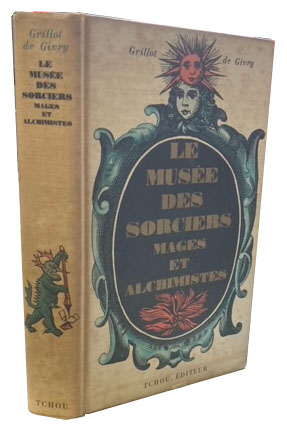 Grillot
de Givry
LE
MUSÉE
DES
SORCIERS
MAGES
ET
ALCHIMISTES
TCHOU
Grillot de Givry
LE
MUSÉE
DES
SORCIERS
MAGES
ET
ALCHIMISTES
TCHOU, ÉDITEUR